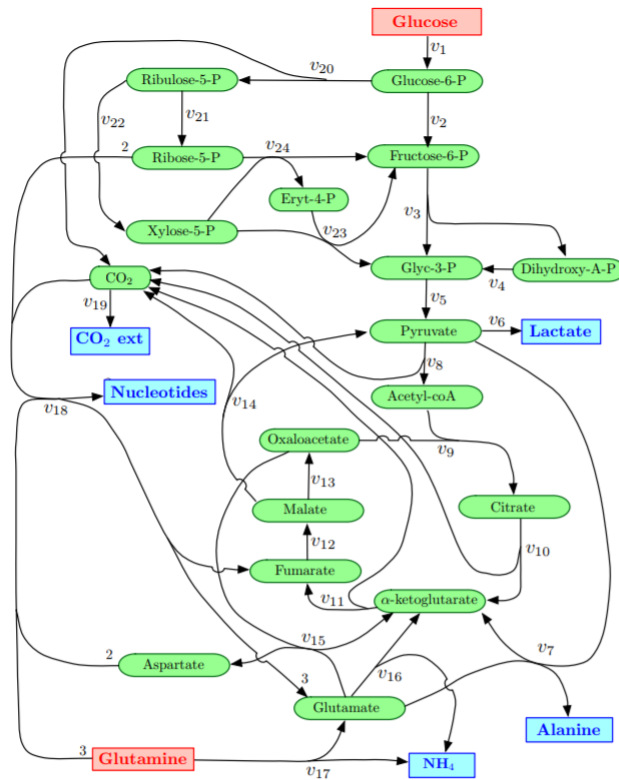 Glucose
v1
v20
Ribulose-5-P
Glucose-6-P
v22
v21
v2
2
v24
Ribose-5-P
Fructose-6-P
Eryt-4-P
v3
Xylose-5-P
v23
Glyc-3-P
Dihydroxy-A-P
CO2
v4
v19
v5
v6
CO2 ext
Pyruvate
Lactate
v8
Nucleotides
Acetyl-coA
v18
v14
Oxaloacetate
v9
v13
Malate
Citrate
v12
v10
Fumarate
v11
α-ketoglutarate
v15
v7
2
Aspartate
v16
3
Glutamate
Alanine
3
Glutamine
NH4
v17